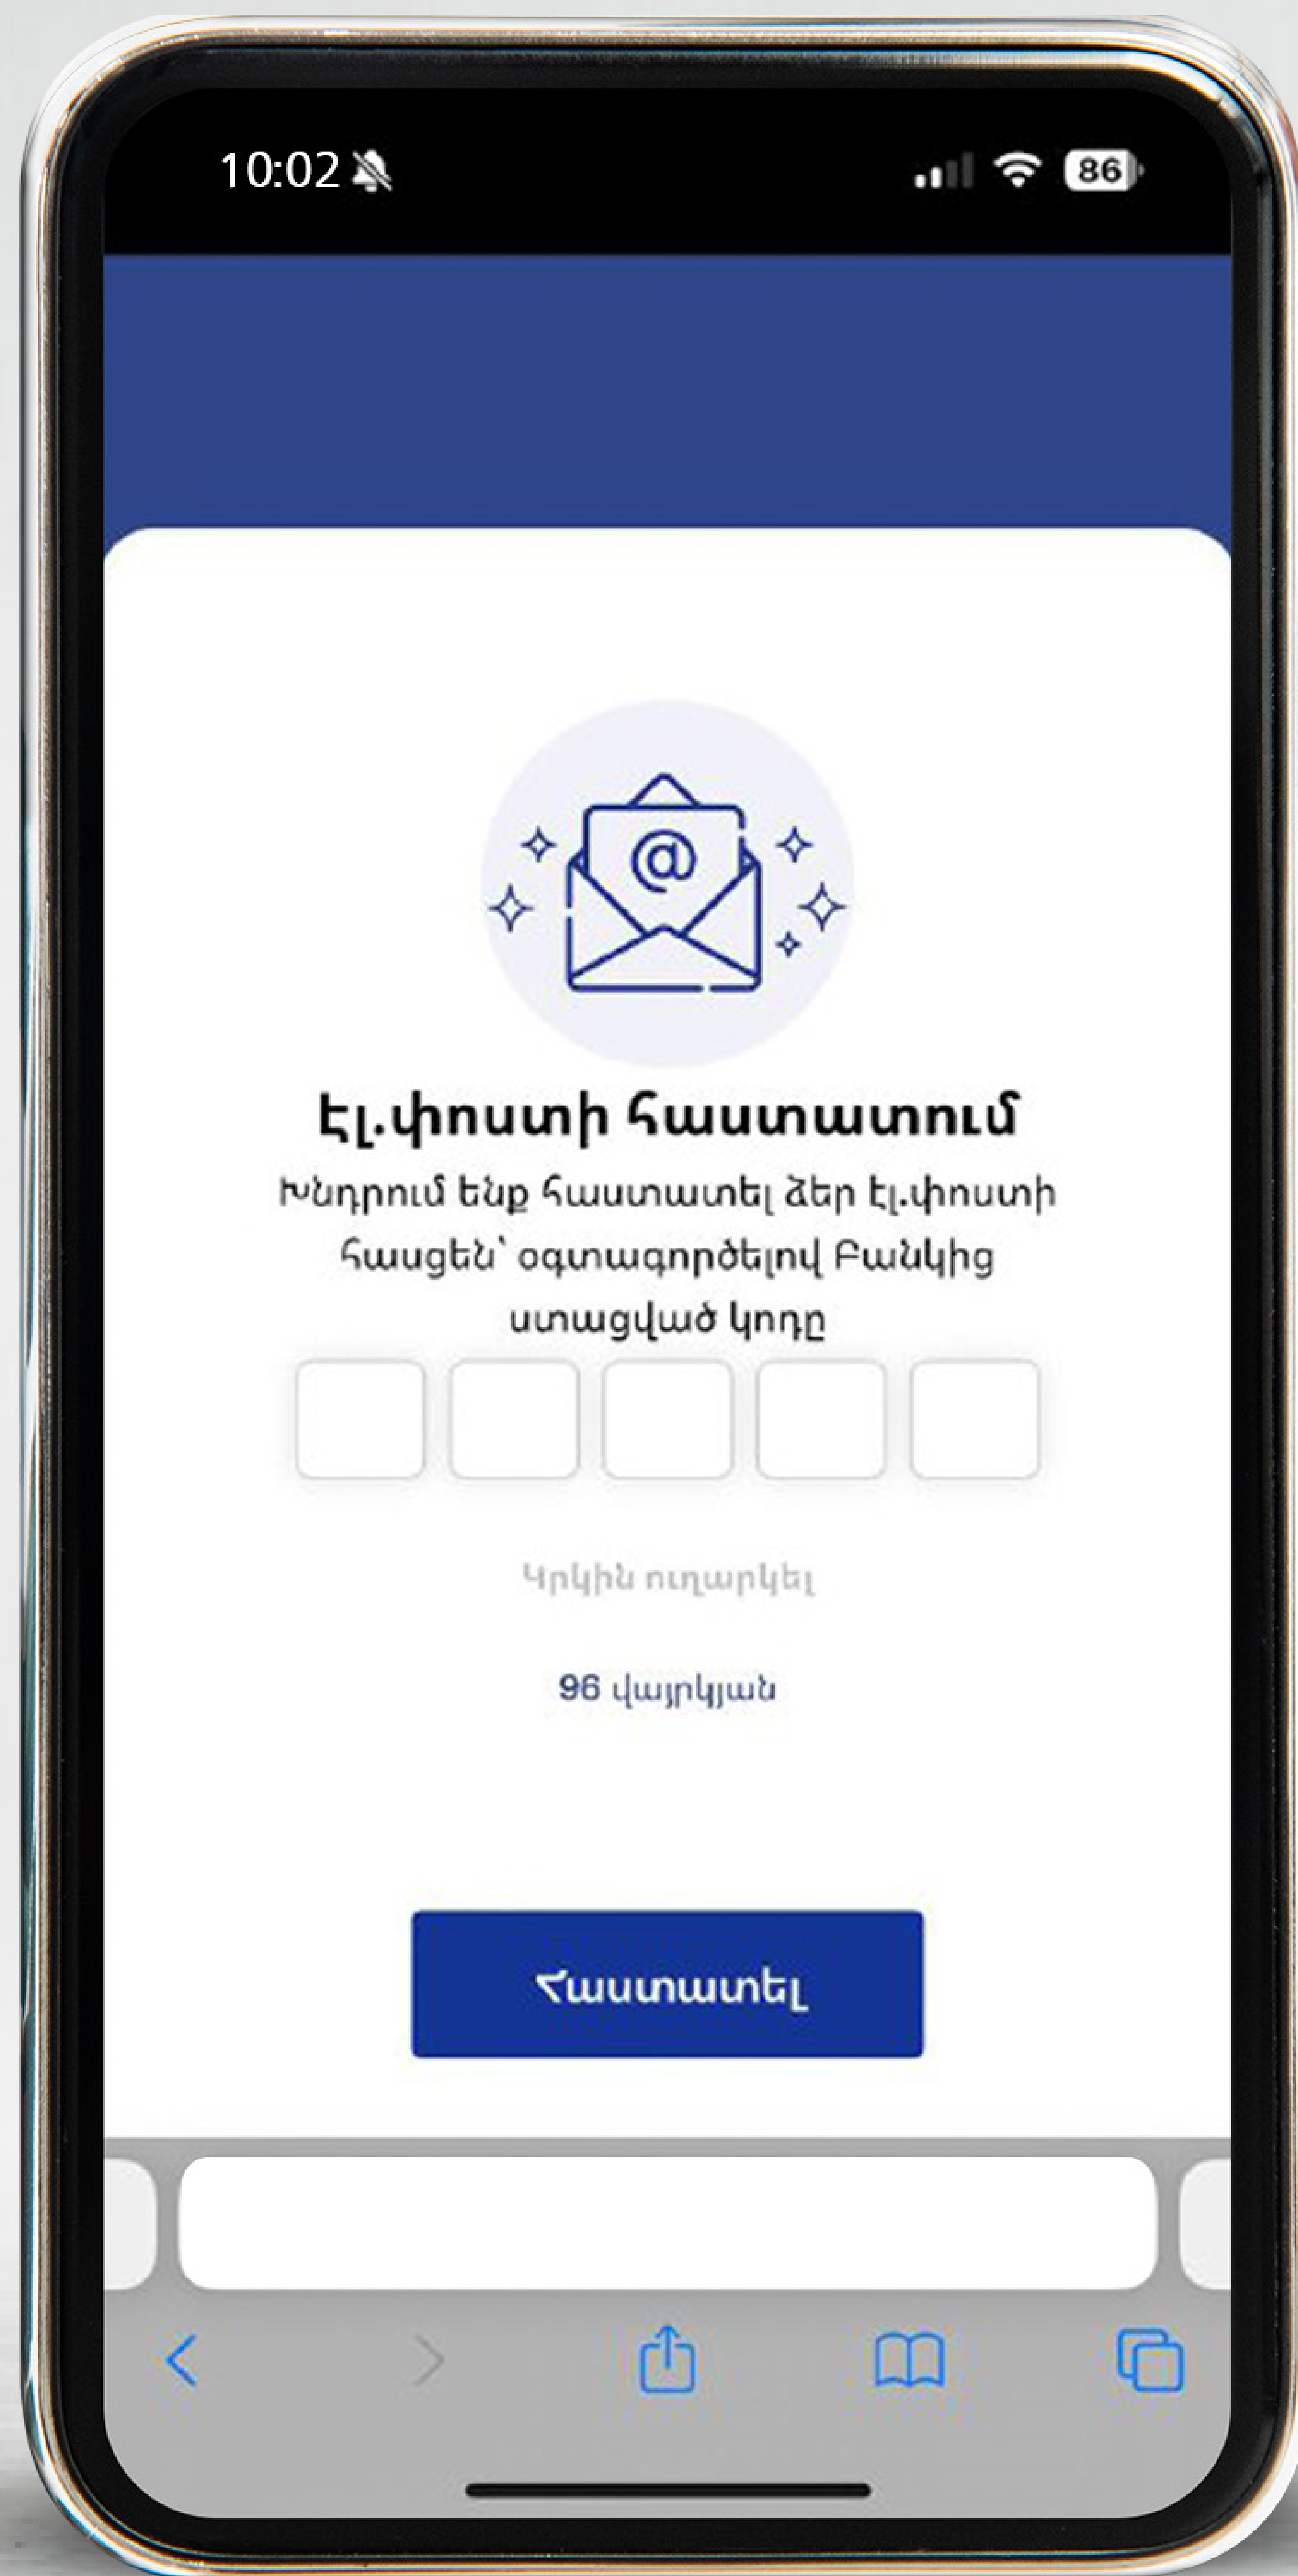 10:02
86
@
Էլ.փոստի հաստատում
Խնդրում ենք հաստատել ձեր էլ.փոստի
հասցեն՝ օգտագործելով Բանկից
ստացված կոդը
Կրկին ուղարկել
96 վայրկյան
Հաստատել